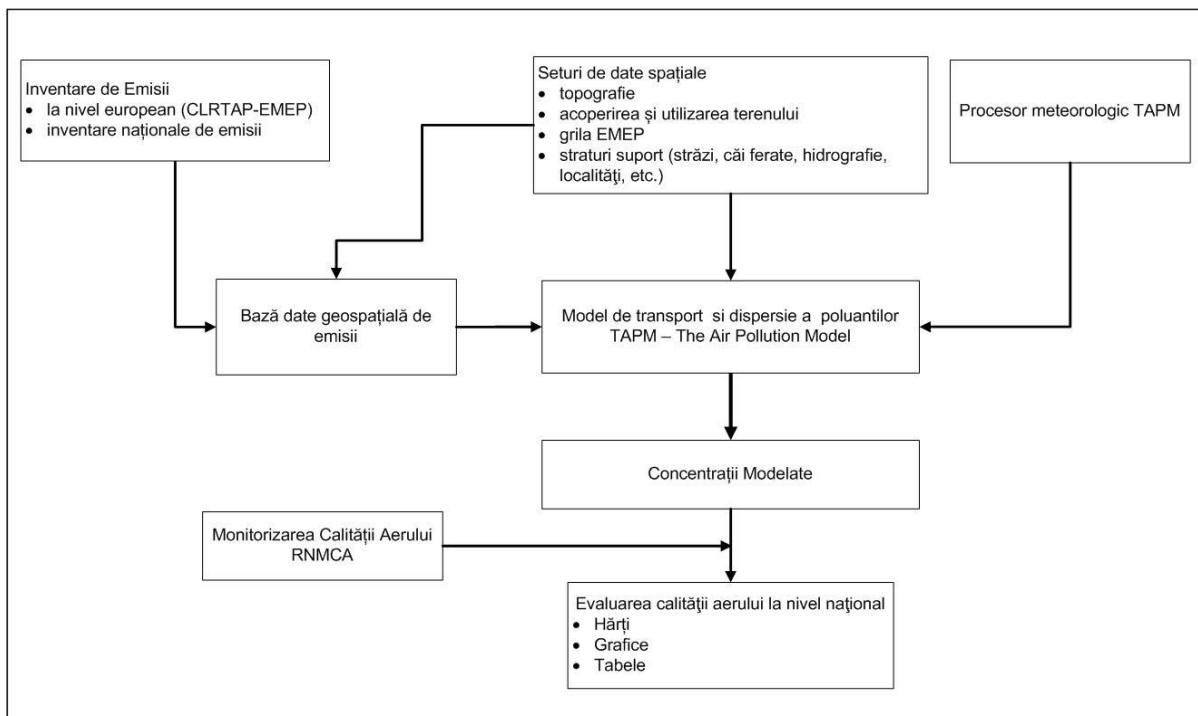 Inventare de Emisii
• la nivel european (CLRTAP-EMEP)
• inventare naționale de emisii
Seturi de date spațiale
• topografie
• acoperirea și utilizarea terenului
• grila EMEP
• straturi suport (străzi, căi ferate, hidrografie,
localităţi, etc.)
Procesor meteorologic TAPM
Bază date geospațială de
emisii
Model de transport si dispersie a poluantilor
TAPM – The Air Pollution Model
Concentrații Modelate
Monitorizarea Calității Aerului
RNMCA
Evaluarea calităţii aerului la nivel naţional
• Hărți
• Grafice
• Tabele